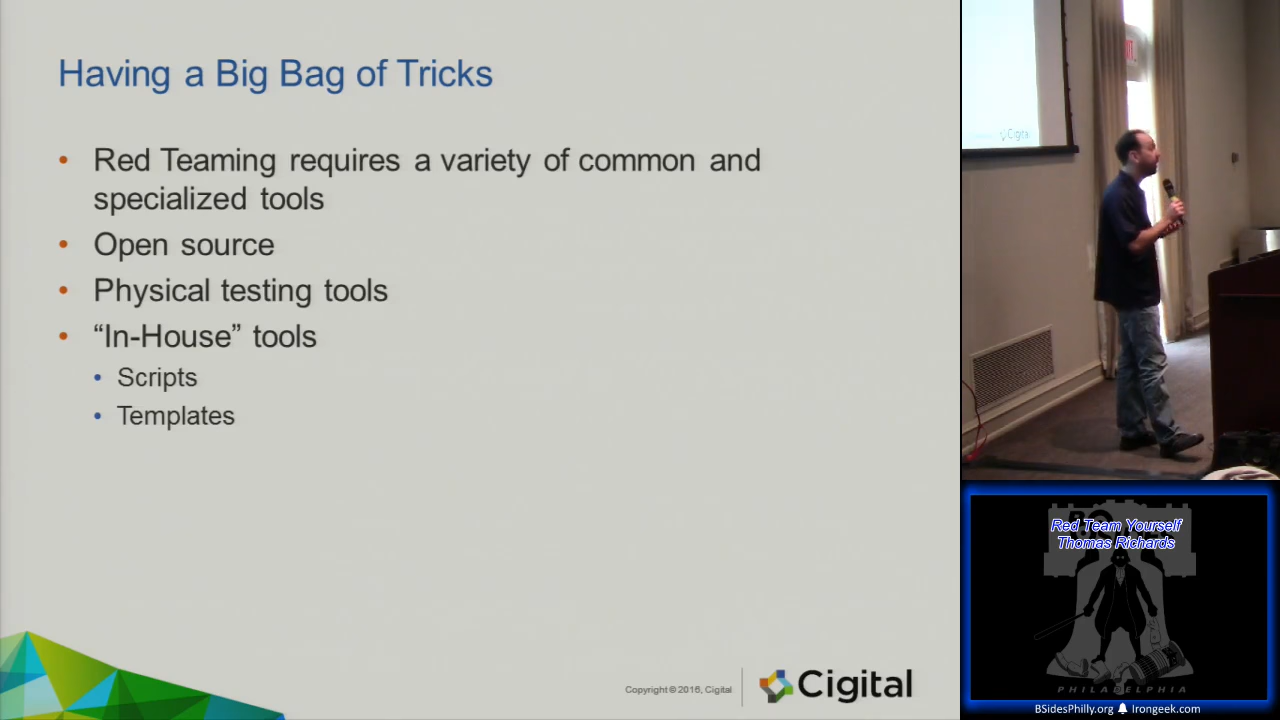 Having a Big Bag of Tricks
• Red Teaming requires a variety of common and
specialized tools
• Open source
• Physical testing tools
• “In-House” tools
• Scripts
• Templates
Copyright © 2016, Cigital
Cigital
Cigital
Red Team Yourself
Thomas Richards
PHILADELPHIA
BSidesPhilly.org
Irongeek.com